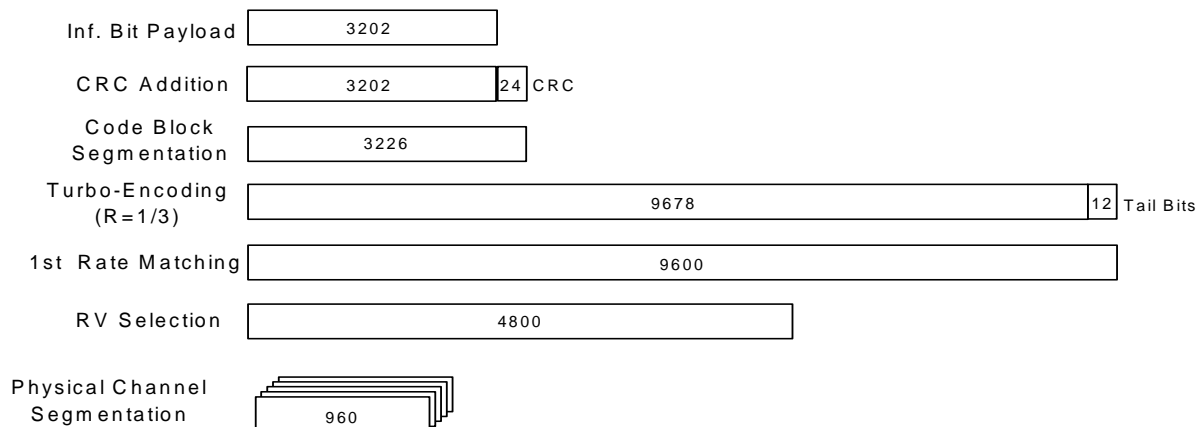 Inf. Bit Payload 3202
CRC Addition 3202 24 CRC
Code Block
Segmentation 3226
Turbo-Encoding
(R=1/3) 9678 12 Tail Bits
1st Rate Matching 9600
RV Selection 4800
Physical Channel
Segmentation 960